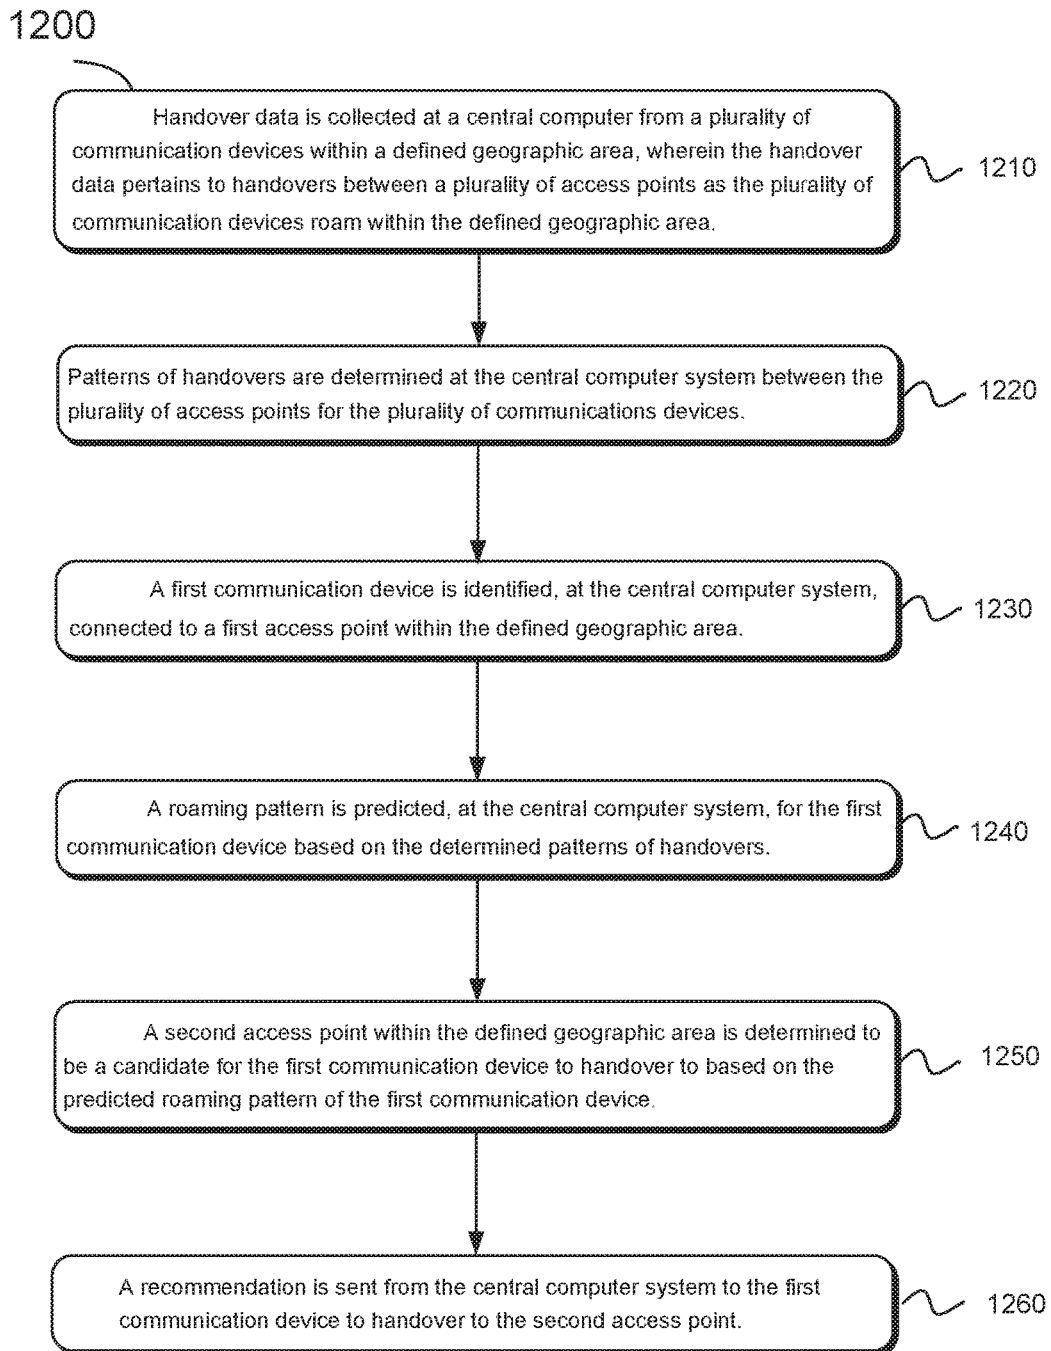 1200
Handover data is collected at a central computer from a plurality of
communication devices within a defined geographic area, wherein the handover
data pertains to handovers between a plurality of access points as the plurality of
communication devices roam within the defined geographic area.
1210
Patterns of handovers are determined at the central computer system between the
plurality of access points for the plurality of communications devices.
1220
A first communication device is identified, at the central computer system,
connected to a first access point within the defined geographic area.
1230
A roaming pattern is predicted, at the central computer system, for the first
communication device based on the determined patterns of handovers.
1240
A second access point within the defined geographic area is determined to
be a candidate for the first communication device to handover to based on the
predicted roaming pattern of the first communication device.
1250
A recommendation is sent from the central computer system to the first
communication device to handover to the second access point.
1260